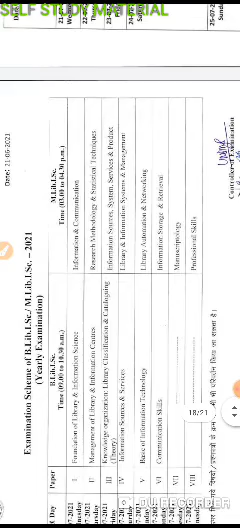 SELF STUDY MATERIAL
Date: 21-06-2021
Examination Scheme of B.Lib.I.Sc./ M.Lib.I.Sc. – 2021
(Yearly Examination)
Day Paper B.Lib.I.Sc. M.Lib.I.Sc.
Time (09.00 to 10.30 a.m.) Time (03.00 to 04.30 p.m.)
I Foundation of Library & Information Science Information & Communication
II Management of Library & Information Centres Research Methodology & Statistical Techniques
III Knowledge organization: Library Classification & Cataloguing Information Sources, System, Services & Product
(Theory)
IV Information Sources & Services Library & Information Systems & Management
V Basic of Information Technology Library Automation & Networking
VI Communication Skills Information Storage & Retrieval
VII Manuscriptology
VIII Professional Skills
Controller of Examination
18/21
DU RECORDER